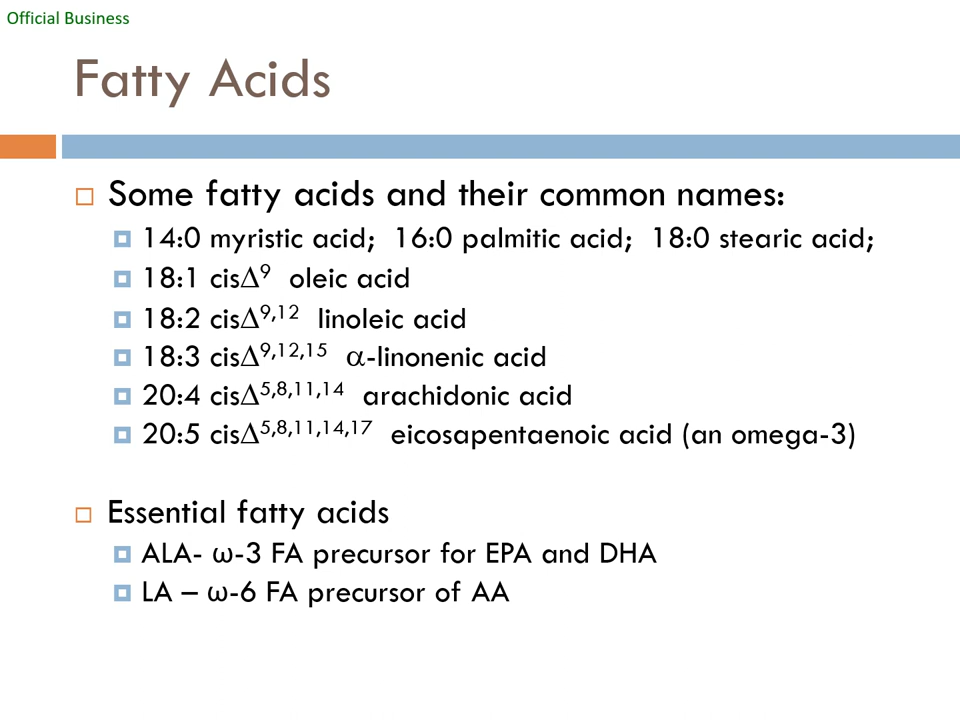 Official Business
Fatty Acids
Some fatty acids and their common names:
14:0 myristic acid;  16:0 palmitic acid;  18:0 stearic acid;
18:1 cisΔ⁹  oleic acid
18:2 cisΔ⁹,¹²  linoleic acid
18:3 cisΔ⁹,¹²,¹⁵  α-linonenic acid
20:4 cisΔ⁵,⁸,¹¹,¹⁴  arachidonic acid
20:5 cisΔ⁵,⁸,¹¹,¹⁴,¹⁷  eicosapentaenoic acid (an omega-3)
Essential fatty acids
ALA- ω-3 FA precursor for EPA and DHA
LA – ω-6 FA precursor of AA